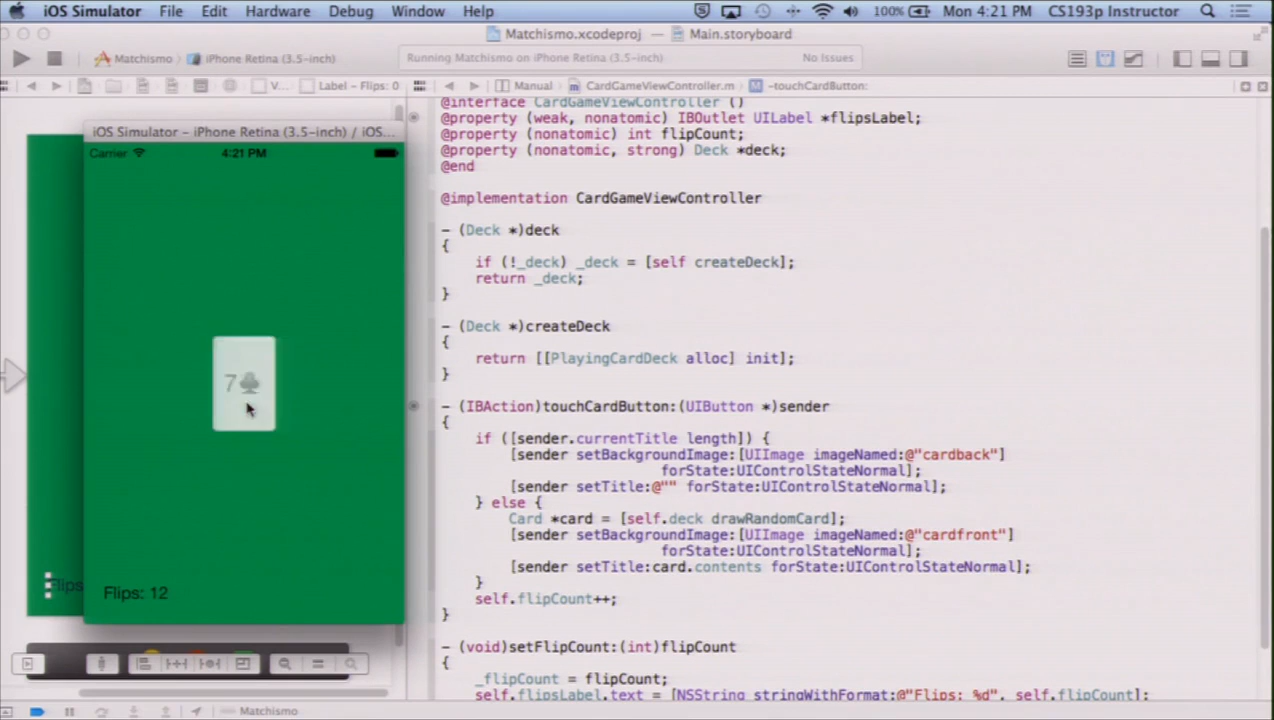 iOS Simulator File Edit Hardware Debug Window Help 100% Mon 4:21 PM CS193p Instructor
Matchismo.xcodeproj — Main.storyboard
Matchismo iPhone Retina (3.5-inch) Running Matchismo on iPhone Retina (3.5-inch) No Issues
V... Label – Flips: 0 Manual CardGameViewController.m M -touchCardButton:
iOS Simulator – iPhone Retina (3.5-inch) / iOS...
Carrier 4:21 PM
7♣
Flips: 12
Flips
@interface CardGameViewController ()
@property (weak, nonatomic) IBOutlet UILabel *flipsLabel;
@property (nonatomic) int flipCount;
@property (nonatomic, strong) Deck *deck;
@end
@implementation CardGameViewController
- (Deck *)deck
{
if (!_deck) _deck = [self createDeck];
return _deck;
}
- (Deck *)createDeck
{
return [[PlayingCardDeck alloc] init];
}
- (IBAction)touchCardButton:(UIButton *)sender
{
if ([sender.currentTitle length]) {
[sender setBackgroundImage:[UIImage imageNamed:@"cardback"]
forState:UIControlStateNormal];
[sender setTitle:@"" forState:UIControlStateNormal];
} else {
Card *card = [self.deck drawRandomCard];
[sender setBackgroundImage:[UIImage imageNamed:@"cardfront"]
forState:UIControlStateNormal];
[sender setTitle:card.contents forState:UIControlStateNormal];
}
self.flipCount++;
}
- (void)setFlipCount:(int)flipCount
{
_flipCount = flipCount;
self.flipsLabel.text = [NSString stringWithFormat:@"Flips: %d", self.flipCount];
Matchismo